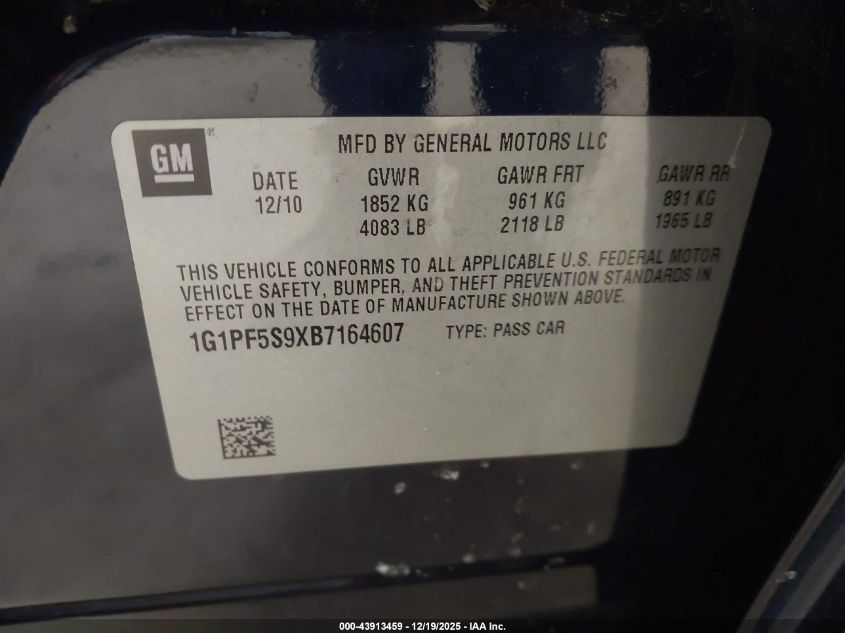 GM
MFD BY GENERAL MOTORS LLC
DATE GVWR GAWR FRT GAWR RR
12/10 1852 KG 961 KG 891 KG
4083 LB 2118 LB 1965 LB
THIS VEHICLE CONFORMS TO ALL APPLICABLE U.S. FEDERAL MOTOR
VEHICLE SAFETY, BUMPER, AND THEFT PREVENTION STANDARDS IN
EFFECT ON THE DATE OF MANUFACTURE SHOWN ABOVE.
1G1PF5S9XB7164607 TYPE: PASS CAR
000-43913459 - 12/19/2025 - IAA Inc.